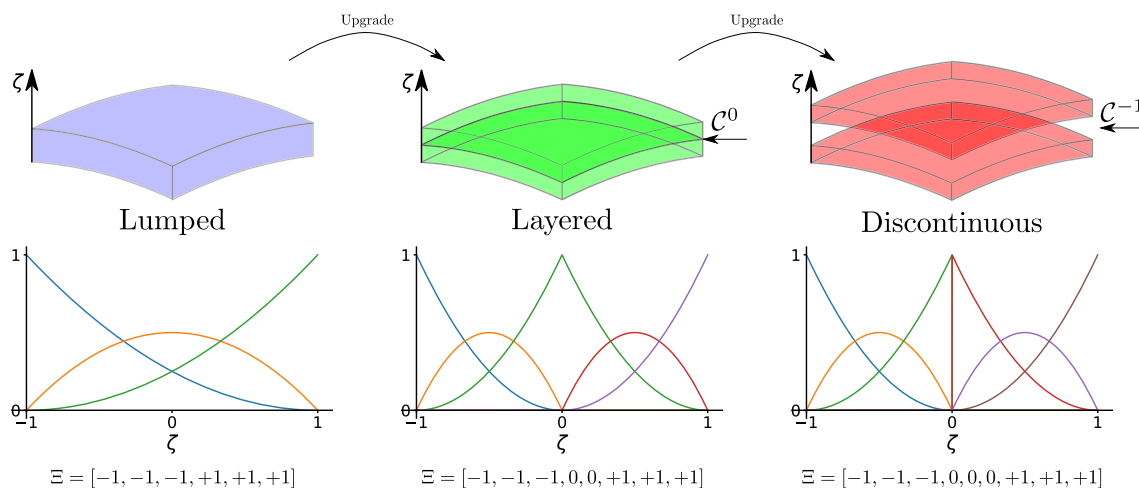 Upgrade
Upgrade
ζ
ζ
ζ
𝒞⁰
𝒞⁻¹
Lumped
Layered
Discontinuous
1
1
1
0
0
0
−1 0 1
−1 0 1
−1 0 1
ζ
ζ
ζ
Ξ = [−1, −1, −1, +1, +1, +1]
Ξ = [−1, −1, −1, 0, 0, +1, +1, +1]
Ξ = [−1, −1, −1, 0, 0, 0, +1, +1, +1]